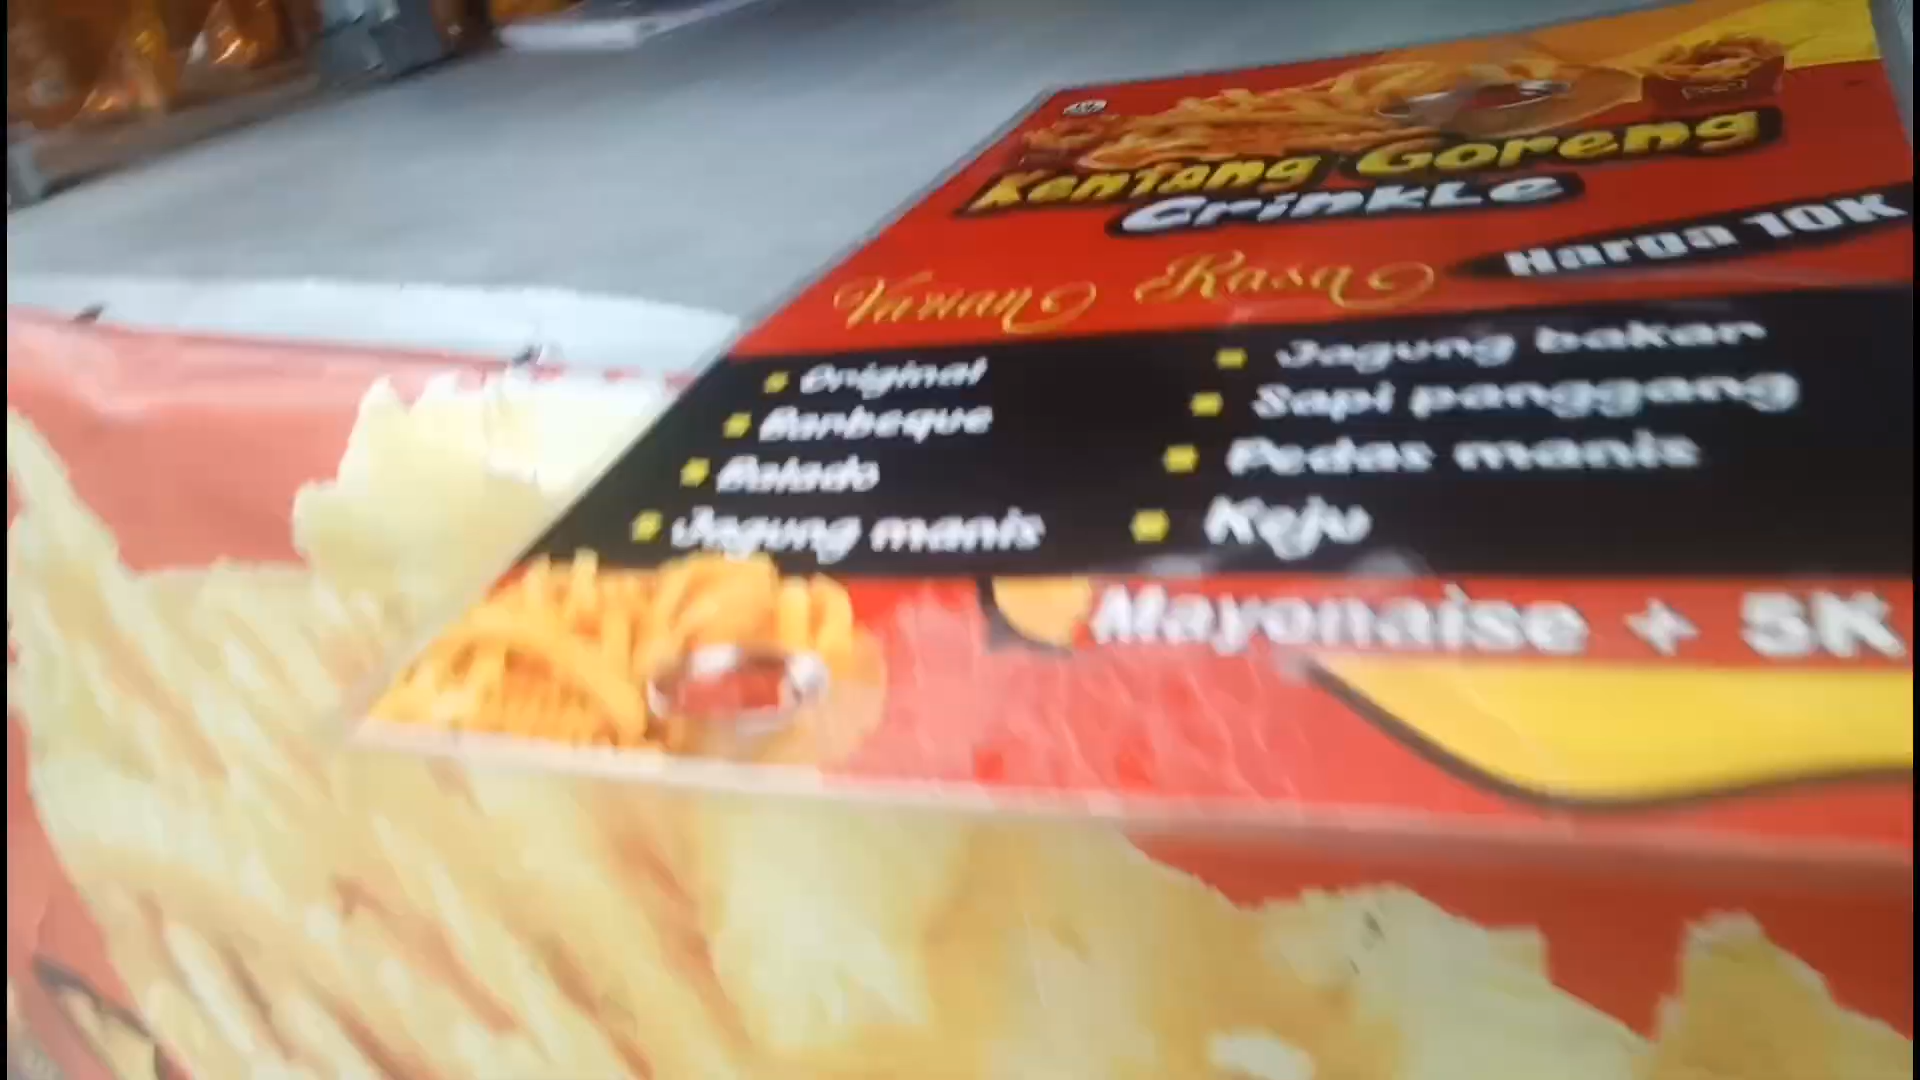 Kentang Goreng
Crinkle
Harga 10K
Varian Rasa
Original
Barbeque
Balado
Jagung manis
Jagung bakar
Sapi panggang
Pedas manis
Keju
Mayonaise + 5K